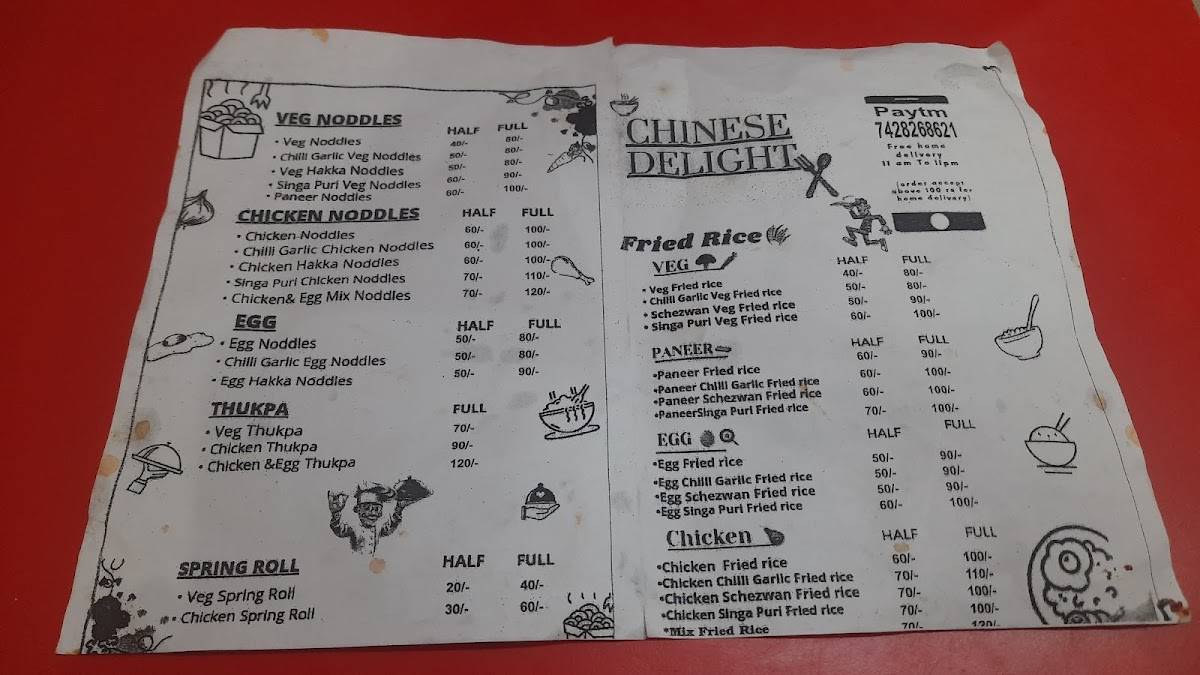 VEG NODDLES HALF FULL
• Veg Noddles 40/- 80/-
• Chilli Garlic Veg Noddles 50/- 80/-
• Veg Hakka Noddles 50/- 80/-
• Singa Puri Veg Noddles 60/- 90/-
• Paneer Noddles 60/- 100/-
CHICKEN NODDLES HALF FULL
• Chicken Noddles 60/- 100/-
• Chilli Garlic Chicken Noddles 60/- 100/-
• Chicken Hakka Noddles 60/- 100/-
• Singa Puri Chicken Noddles 70/- 110/-
• Chicken& Egg Mix Noddles 70/- 120/-
EGG HALF FULL
• Egg Noddles 50/- 80/-
• Chilli Garlic Egg Noddles 50/- 80/-
• Egg Hakka Noddles 50/- 90/-
THUKPA FULL
• Veg Thukpa 70/-
• Chicken Thukpa 90/-
• Chicken &Egg Thukpa 120/-
SPRING ROLL HALF FULL
• Veg Spring Roll 20/- 40/-
• Chicken Spring Roll 30/- 60/-
CHINESE
DELIGHT
Paytm
7428268621
Free home
delivery
11 am To 11pm
(order accept
above 100 rs for
home delivery)
Fried Rice
VEG HALF FULL
• Veg Fried rice 40/- 80/-
• Chilli Garlic Veg Fried rice 50/- 80/-
• Schezwan Veg Fried rice 50/- 90/-
• Singa Puri Veg Fried rice 60/- 100/-
PANEER HALF FULL
•Paneer Fried rice 60/- 90/-
•Paneer Chilli Garlic Fried rice 60/- 100/-
•Paneer Schezwan Fried rice 60/- 100/-
•PaneerSinga Puri Fried rice 70/- 100/-
EGG HALF FULL
•Egg Fried rice 50/- 90/-
•Egg Chilli Garlic Fried rice 50/- 90/-
•Egg Schezwan Fried rice 50/- 90/-
•Egg Singa Puri Fried rice 60/- 100/-
Chicken HALF FULL
•Chicken Fried rice 60/- 100/-
•Chicken Chilli Garlic Fried rice 70/- 110/-
•Chicken Schezwan Fried rice 70/- 100/-
•Chicken Singa Puri Fried rice 70/- 100/-
•Mix Fried Rice 70/- 120/-